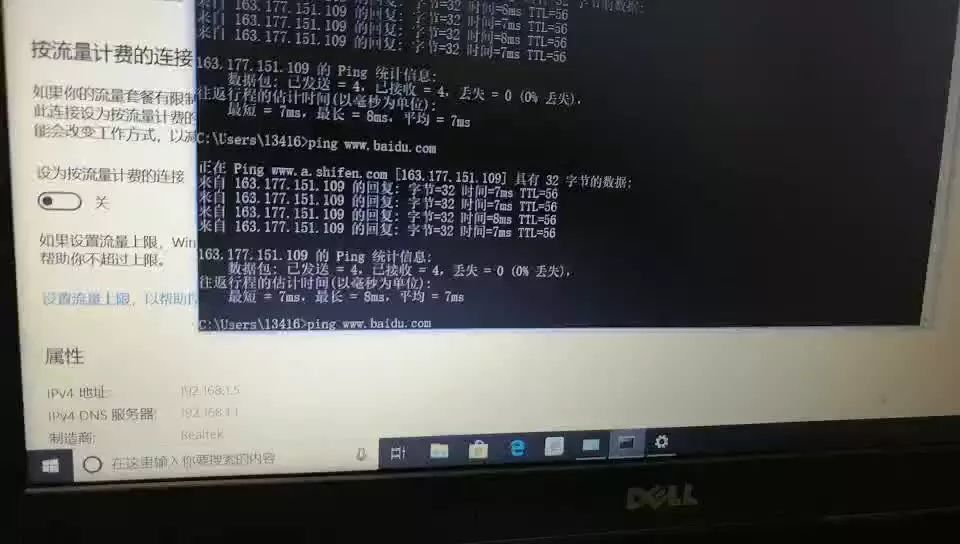 字节的数据:
来自 163.177.151.109 的回复: 字节=32 时间=6ms TTL=56
来自 163.177.151.109 的回复: 字节=32 时间=7ms TTL=56
来自 163.177.151.109 的回复: 字节=32 时间=8ms TTL=56
来自 163.177.151.109 的回复: 字节=32 时间=7ms TTL=56
163.177.151.109 的 Ping 统计信息:
数据包: 已发送 = 4, 已接收 = 4, 丢失 = 0 (0% 丢失),
往返行程的估计时间(以毫秒为单位):
最短 = 7ms, 最长 = 8ms, 平均 = 7ms
C:\Users\13416>ping www.baidu.com
正在 Ping www.a.shifen.com [163.177.151.109] 具有 32 字节的数据:
来自 163.177.151.109 的回复: 字节=32 时间=7ms TTL=56
来自 163.177.151.109 的回复: 字节=32 时间=7ms TTL=56
来自 163.177.151.109 的回复: 字节=32 时间=8ms TTL=56
来自 163.177.151.109 的回复: 字节=32 时间=7ms TTL=56
163.177.151.109 的 Ping 统计信息:
数据包: 已发送 = 4, 已接收 = 4, 丢失 = 0 (0% 丢失),
往返行程的估计时间(以毫秒为单位):
最短 = 7ms, 最长 = 8ms, 平均 = 7ms
C:\Users\13416>ping www.baidu.com
按流量计费的连接
如果你的流量套餐有限制
此连接设为按流量计费的
能会改变工作方式, 以减
设为按流量计费的连接
关
如果设置流量上限, Win
帮助你不超过上限。
设置流量上限, 以帮助
属性
IPv4 地址: 192.168.1.5
IPv4 DNS 服务器: 192.168.1.1
制造商: Realtek
在这里输入你要搜索的内容
DELL